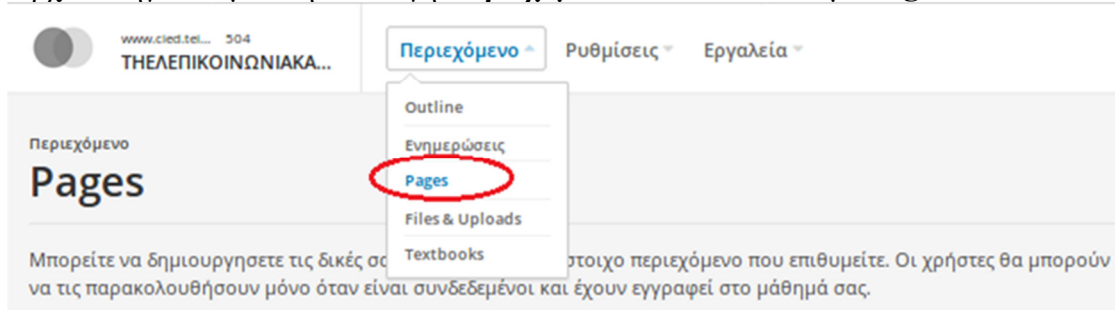 www.cied.tel... 504
ΤΗΛΕΠΙΚΟΙΝΩΝΙΑΚΑ...
Περιεχόμενο Ρυθμίσεις Εργαλεία
Outline
Ενημερώσεις
Pages
Files & Uploads
Textbooks
Περιεχόμενο
Pages
Μπορείτε να δημιουργησετε τις δικές σα στοιχο περιεχόμενο που επιθυμείτε. Οι χρήστες θα μπορούν
να τις παρακολουθήσουν μόνο όταν είναι συνδεδεμένοι και έχουν εγγραφεί στο μάθημά σας.